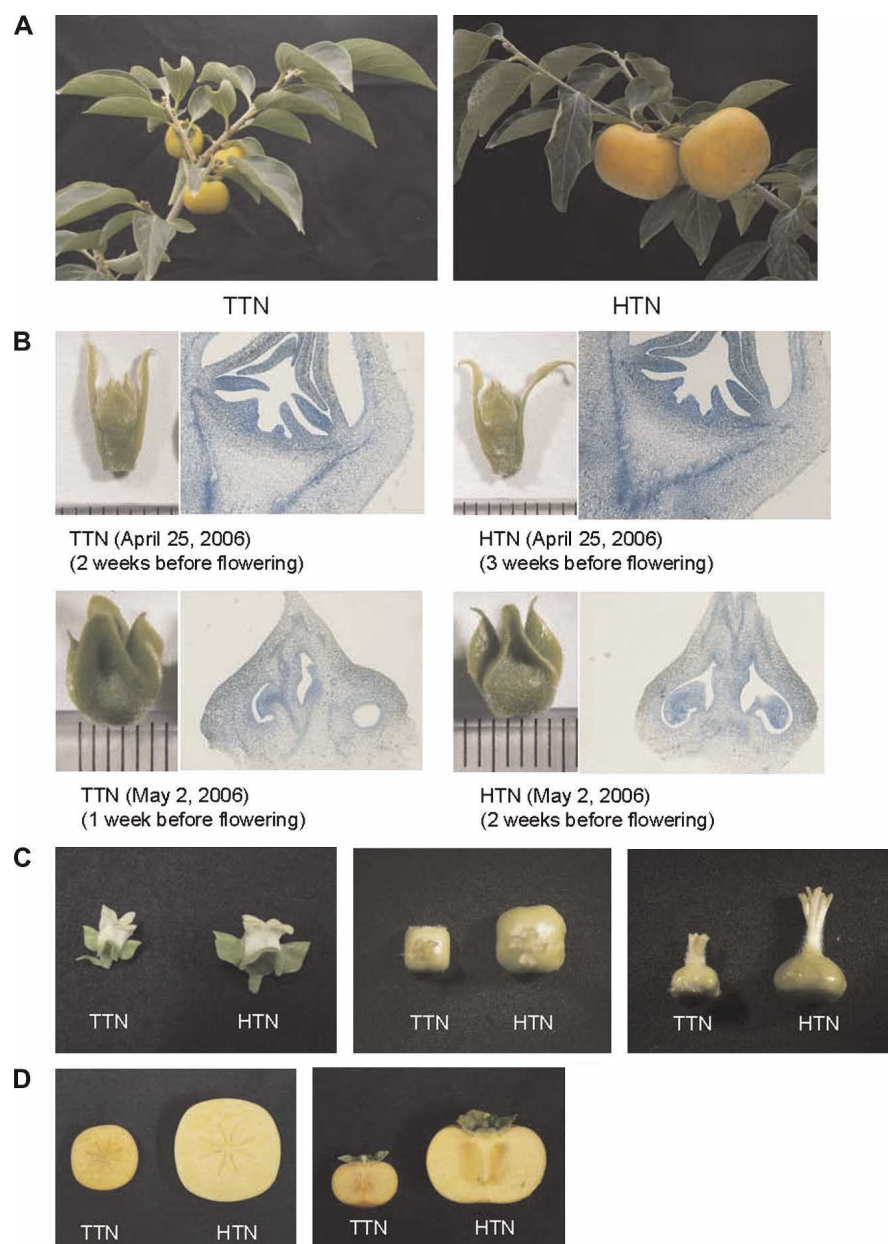 A
TTN
HTN
B
TTN (April 25, 2006)
(2 weeks before flowering)
HTN (April 25, 2006)
(3 weeks before flowering)
TTN (May 2, 2006)
(1 week before flowering)
HTN (May 2, 2006)
(2 weeks before flowering)
C
TTN
HTN
TTN
HTN
TTN
HTN
D
TTN
HTN
TTN
HTN